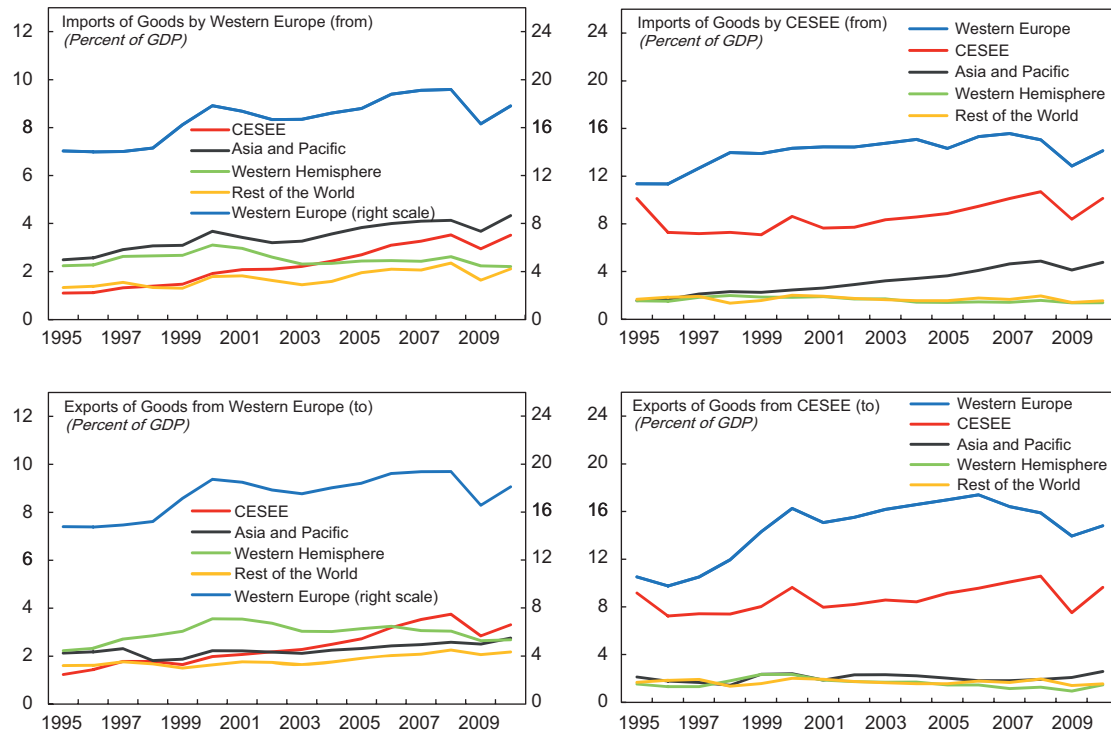 Imports of Goods by Western Europe (from)
(Percent of GDP)
12
10
8
6
4
2
0
24
20
16
12
8
4
0
CESEE
Asia and Pacific
Western Hemisphere
Rest of the World
Western Europe (right scale)
1995 1997 1999 2001 2003 2005 2007 2009
Imports of Goods by CESEE (from)
(Percent of GDP)
24
20
16
12
8
4
0
Western Europe
CESEE
Asia and Pacific
Western Hemisphere
Rest of the World
1995 1997 1999 2001 2003 2005 2007 2009
Exports of Goods from Western Europe (to)
(Percent of GDP)
12
10
8
6
4
2
0
24
20
16
12
8
4
0
CESEE
Asia and Pacific
Western Hemisphere
Rest of the World
Western Europe (right scale)
1995 1997 1999 2001 2003 2005 2007 2009
Exports of Goods from CESEE (to)
(Percent of GDP)
24
20
16
12
8
4
0
Western Europe
CESEE
Asia and Pacific
Western Hemisphere
Rest of the World
1995 1997 1999 2001 2003 2005 2007 2009